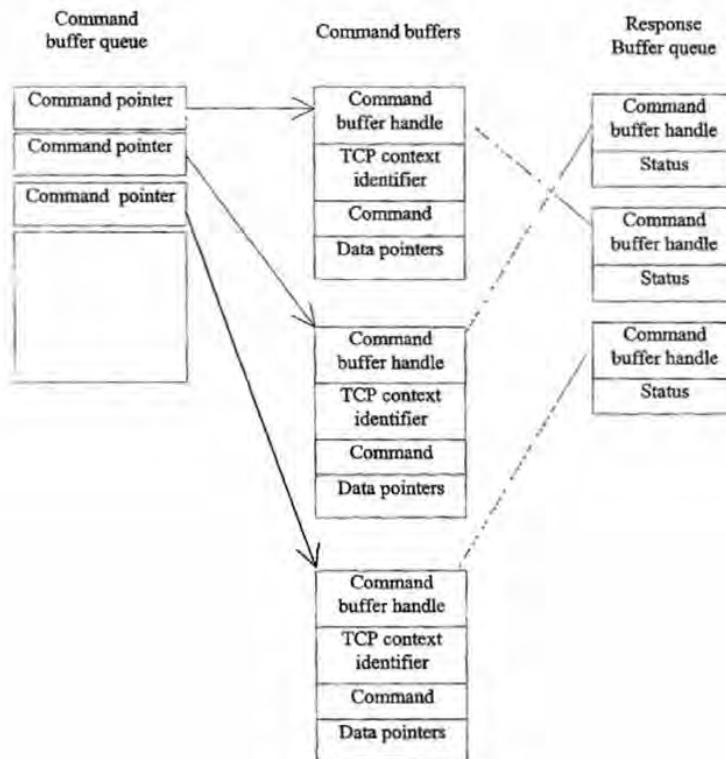 Command
buffer queue
Command buffers
Response
Buffer queue
Command pointer
Command pointer
Command pointer
Command
buffer handle
TCP context
identifier
Command
Data pointers
Command
buffer handle
TCP context
identifier
Command
Data pointers
Command
buffer handle
TCP context
identifier
Command
Data pointers
Command
buffer handle
Status
Command
buffer handle
Status
Command
buffer handle
Status